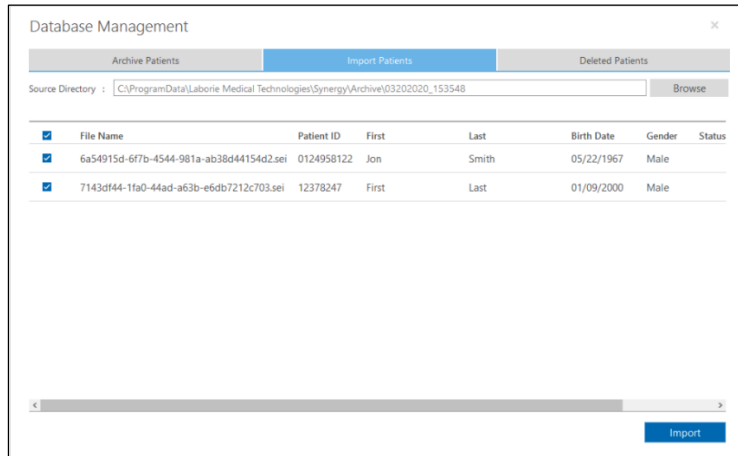 Database Management
Archive Patients Import Patients Deleted Patients
Source Directory : C:\ProgramData\Laborie Medical Technologies\Synergy\Archive\03202020_153548 Browse
File Name Patient ID First Last Birth Date Gender Status
6a54915d-6f7b-4544-981a-ab38d44154d2.sei 0124958122 Jon Smith 05/22/1967 Male
7143df44-1fa0-44ad-a63b-e6db7212c703.sei 12378247 First Last 01/09/2000 Male
Import